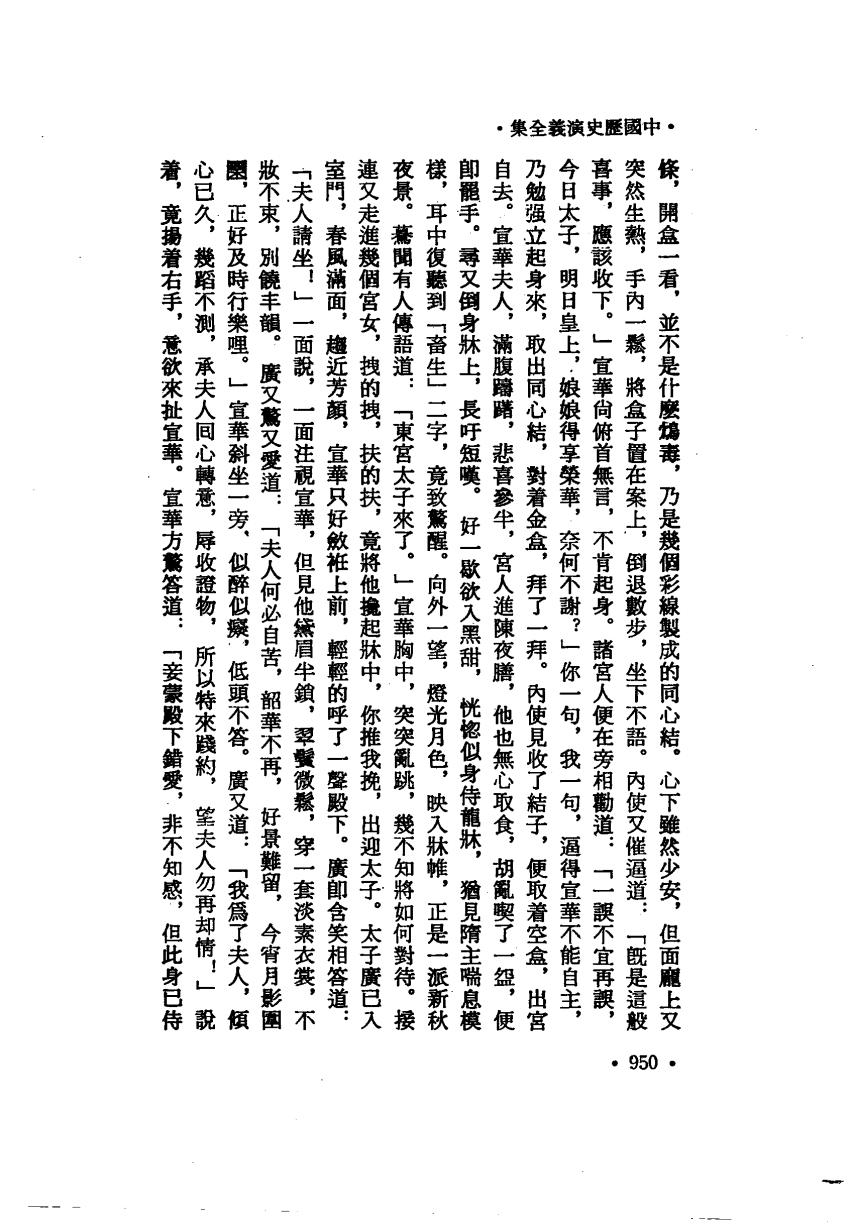 •中國歷史演義全集•
條，開盒一看，並不是什麼鴆毒，乃是幾個彩線製成的同心結。心下雖然少安，但面龐上又
突然生熱，手內一鬆，將盒子置在案上，倒退數步，坐下不語。內使又催逼道：「旣是這般
喜事，應該收下。」宣華尙俯首無言，不肯起身。諸宮人便在旁相勸道：「一誤不宜再誤，
今日太子，明日皇上，娘娘得享榮華，奈何不謝？」你一句，我一句，逼得宣華不能自主，
乃勉强立起身來，取出同心結，對着金盒，拜了一拜。內使見收了結子，便取着空盒，出宮
自去。宣華夫人，滿腹躊躇，悲喜參半，宮人進陳夜膳，他也無心取食，胡亂喫了一盌，便
卽罷手。尋又倒身牀上，長吁短嘆。好一歇欲入黑甜，恍惚似身侍龍牀，猶見隋主喘息模
樣，耳中復聽到「畜生」二字，竟致驚醒。向外一望，燈光月色，映入牀帷，正是一派新秋
夜景。驀聞有人傳語道：「東宮太子來了。」宣華胸中，突突亂跳，幾不知將如何對待。接
連又走進幾個宮女，拽的拽，扶的扶，竟將他攙起牀中，你推我挽，出迎太子。太子廣已入
室門，春風滿面，趨近芳顏，宣華只好斂袵上前，輕輕的呼了一聲殿下。廣卽含笑相答道：
「夫人請坐！」一面說，一面注視宣華，但見他黛眉半鎖，翠鬟微鬆，穿一套淡素衣裳，不
妝不束，別饒丰韻。廣又驚又愛道：「夫人何必自苦，韶華不再，好景難留，今宵月影團
圞，正好及時行樂哩。」宣華斜坐一旁，似醉似癡，低頭不答。廣又道：「我爲了夫人，傾
心已久，幾蹈不測，承夫人回心轉意，辱收證物，所以特來踐約，望夫人勿再却情！」說
着，竟揚着右手，意欲來扯宣華。宣華方驚答道：「妾蒙殿下錯愛，非不知感，但此身已侍
•950•